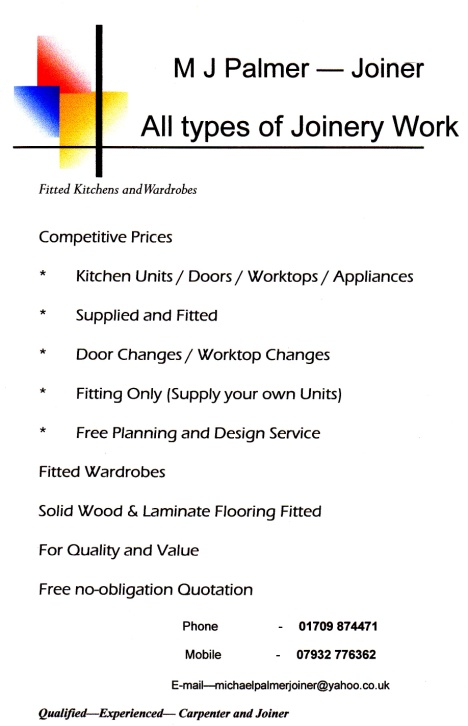 M J Palmer — Joiner
All types of Joinery Work
Fitted Kitchens and Wardrobes
Competitive Prices
* Kitchen Units / Doors / Worktops / Appliances
* Supplied and Fitted
* Door Changes / Worktop Changes
* Fitting Only (Supply your own Units)
* Free Planning and Design Service
Fitted Wardrobes
Solid Wood & Laminate Flooring Fitted
For Quality and Value
Free no-obligation Quotation
Phone - 01709 874471
Mobile - 07932 776362
E-mail—michaelpalmerjoiner@yahoo.co.uk
Qualified—Experienced— Carpenter and Joiner